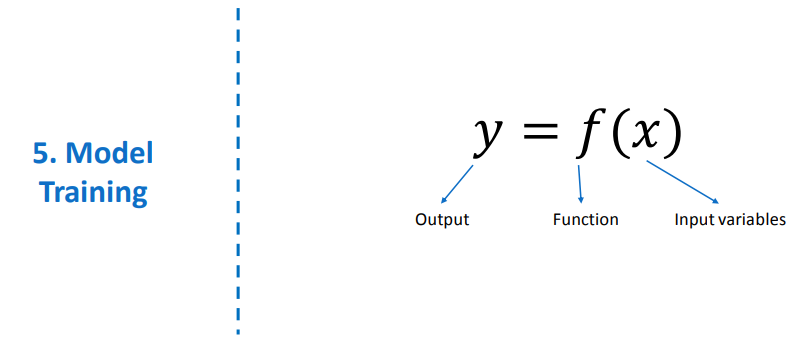 5. Model
Training
y = f(x)
Output
Function
Input variables